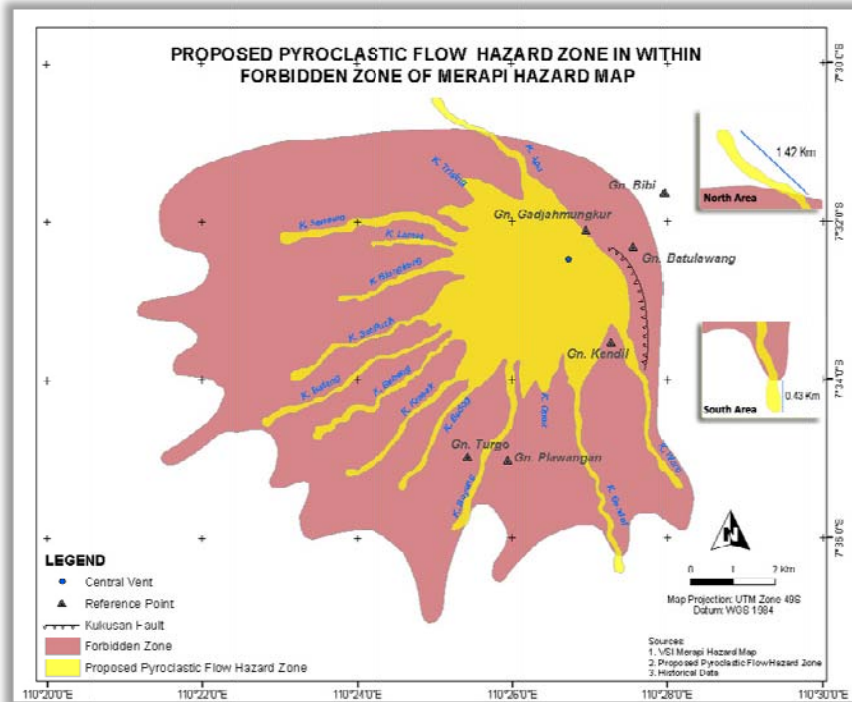 PROPOSED PYROCLASTIC FLOW HAZARD ZONE IN WITHIN
FORBIDDEN ZONE OF MERAPI HAZARD MAP
7°30'0"S
7°32'0"S
7°34'0"S
7°36'0"S
1.42 Km
North Area
0.43 Km
South Area
K. Apu
K. Trising
Gn. Bibi
Gn. Gadjahmungkur
Gn. Batulawang
K. Senowo
K. Lamat
K. Blongkeng
Gn. Kendil
K. Batang
K. Bebeng
K. Krasak
K. Bedog
K. Boyong
Gn. Turgo
Gn. Plawangan
K. Opak
K. Gendol
K. Woro
N
0 1 2 Km
Map Projection: UTM Zone 49S
Datum: WGS 1984
Sources:
1. VSI Merapi Hazard Map
2. Proposed Pyroclastic Flow Hazard Zone
3. Historical Data
LEGEND
Central Vent
Reference Point
Kukusan Fault
Forbidden Zone
Proposed Pyroclastic Flow Hazard Zone
110°20'0"E 110°22'0"E 110°24'0"E 110°26'0"E 110°28'0"E 110°30'0"E